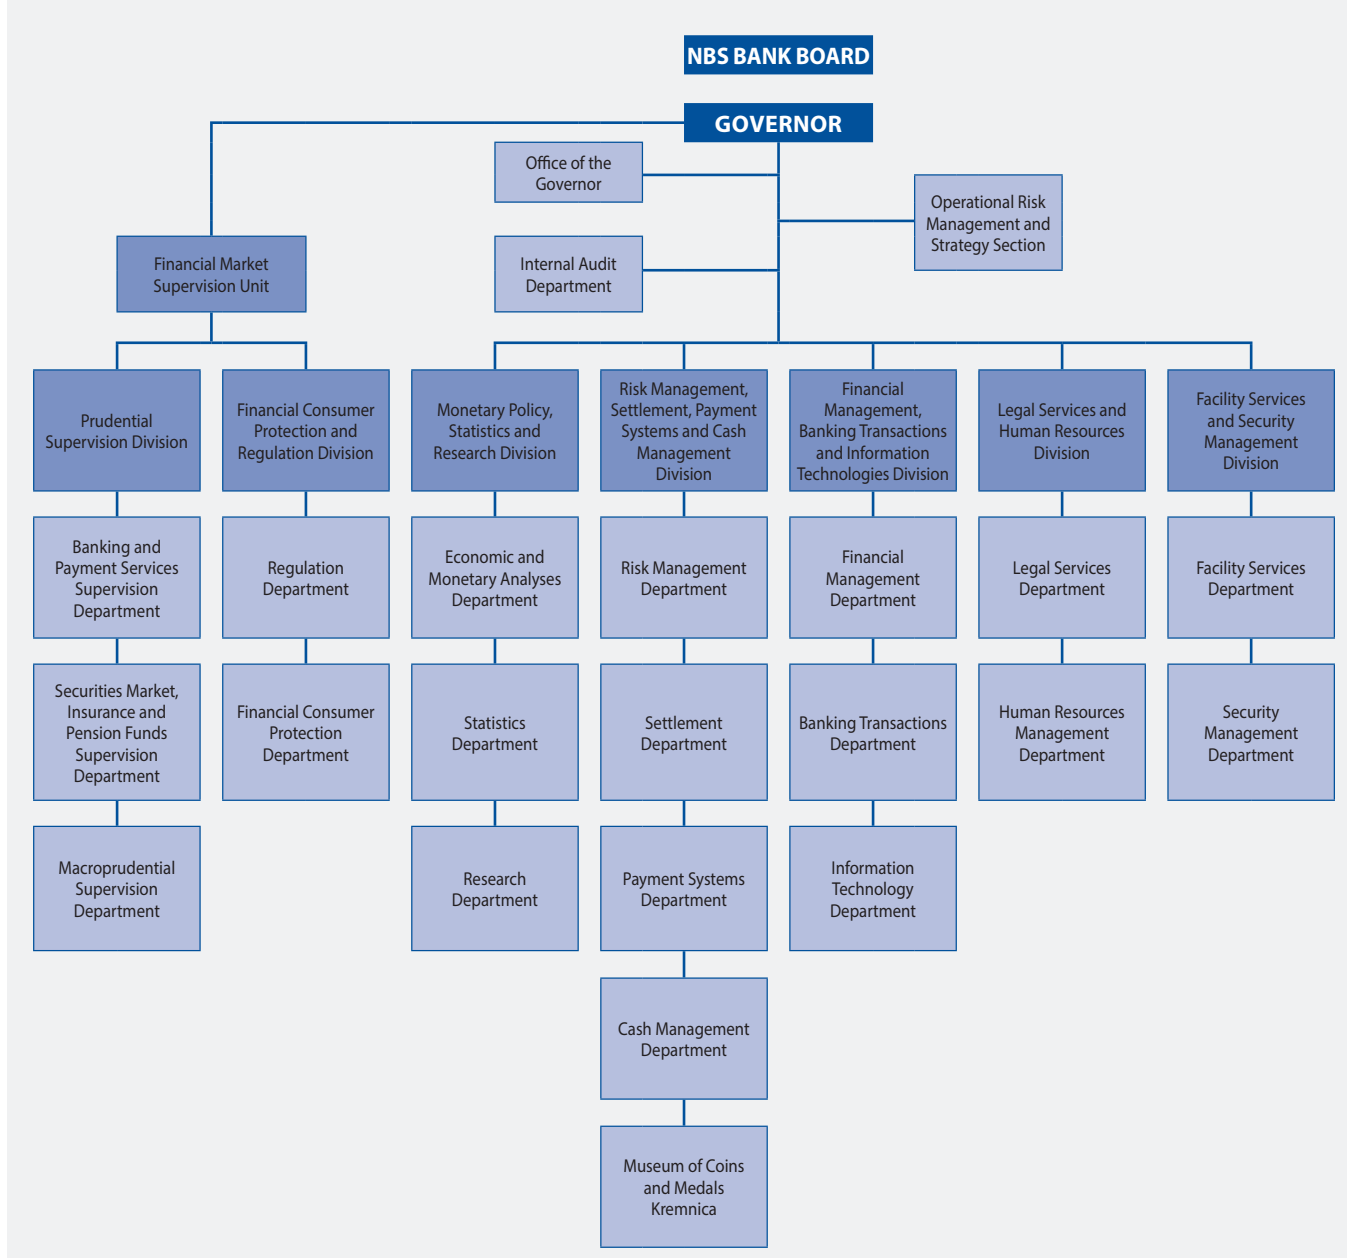 NBS BANK BOARD
GOVERNOR
Office of the
Governor
Operational Risk
Management and
Strategy Section
Financial Market
Supervision Unit
Internal Audit
Department
Prudential
Supervision Division
Financial Consumer
Protection and
Regulation Division
Monetary Policy,
Statistics and
Research Division
Risk Management,
Settlement, Payment
Systems and Cash
Management
Division
Financial
Management,
Banking Transactions
and Information
Technologies Division
Legal Services and
Human Resources
Division
Facility Services
and Security
Management
Division
Banking and
Payment Services
Supervision
Department
Regulation
Department
Economic and
Monetary Analyses
Department
Risk Management
Department
Financial
Management
Department
Legal Services
Department
Facility Services
Department
Securities Market,
Insurance and
Pension Funds
Supervision
Department
Financial Consumer
Protection
Department
Statistics
Department
Settlement
Department
Banking Transactions
Department
Human Resources
Management
Department
Security
Management
Department
Macroprudential
Supervision
Department
Research
Department
Payment Systems
Department
Information
Technology
Department
Cash Management
Department
Museum of Coins
and Medals
Kremnica